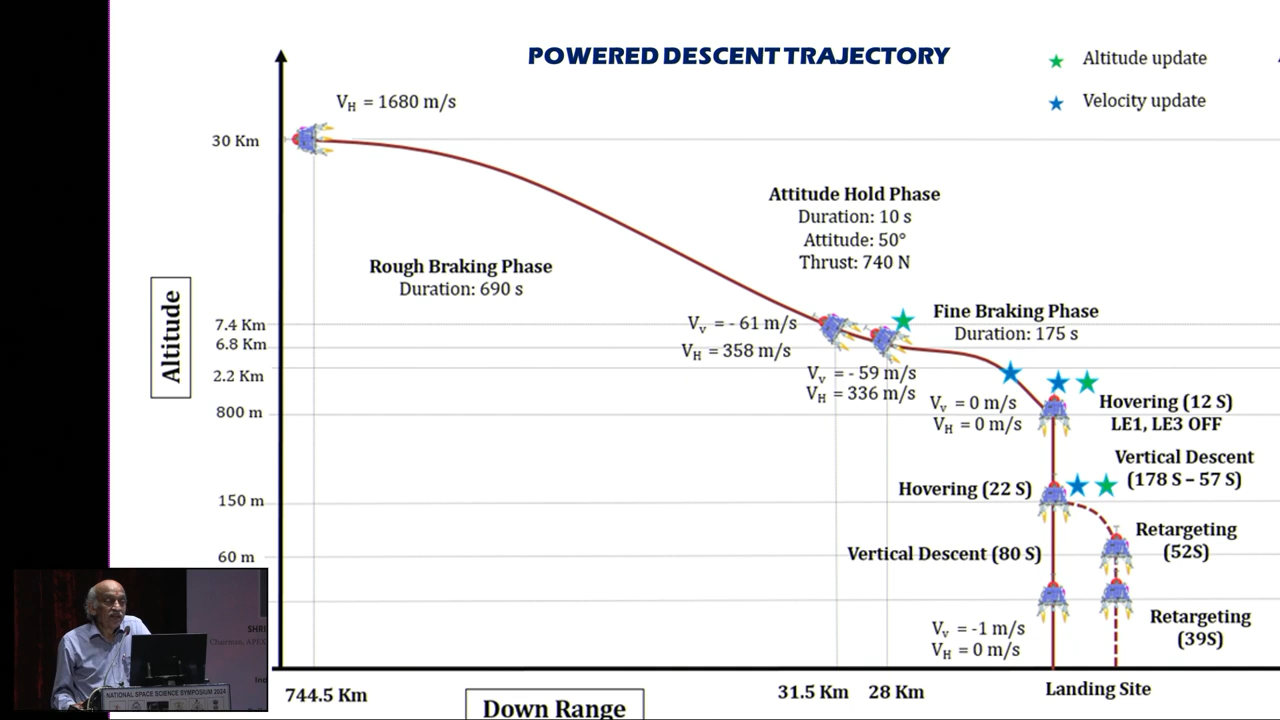 POWERED DESCENT TRAJECTORY
Altitude update
Velocity update
V_H = 1680 m/s
30 Km
Attitude Hold Phase
Duration: 10 s
Attitude: 50°
Thrust: 740 N
Rough Braking Phase
Duration: 690 s
Altitude
7.4 Km
6.8 Km
2.2 Km
800 m
150 m
60 m
V_v = - 61 m/s
V_H = 358 m/s
Fine Braking Phase
Duration: 175 s
V_v = - 59 m/s
V_H = 336 m/s
V_v = 0 m/s
V_H = 0 m/s
Hovering (12 S)
LE1, LE3 OFF
Vertical Descent
(178 S – 57 S)
Hovering (22 S)
Retargeting
(52S)
Vertical Descent (80 S)
Retargeting
(39S)
V_v = -1 m/s
V_H = 0 m/s
744.5 Km
31.5 Km
28 Km
Landing Site
Down Range
SHRI
Chairman, APEX
NATIONAL SPACE SCIENCE SYMPOSIUM 2024